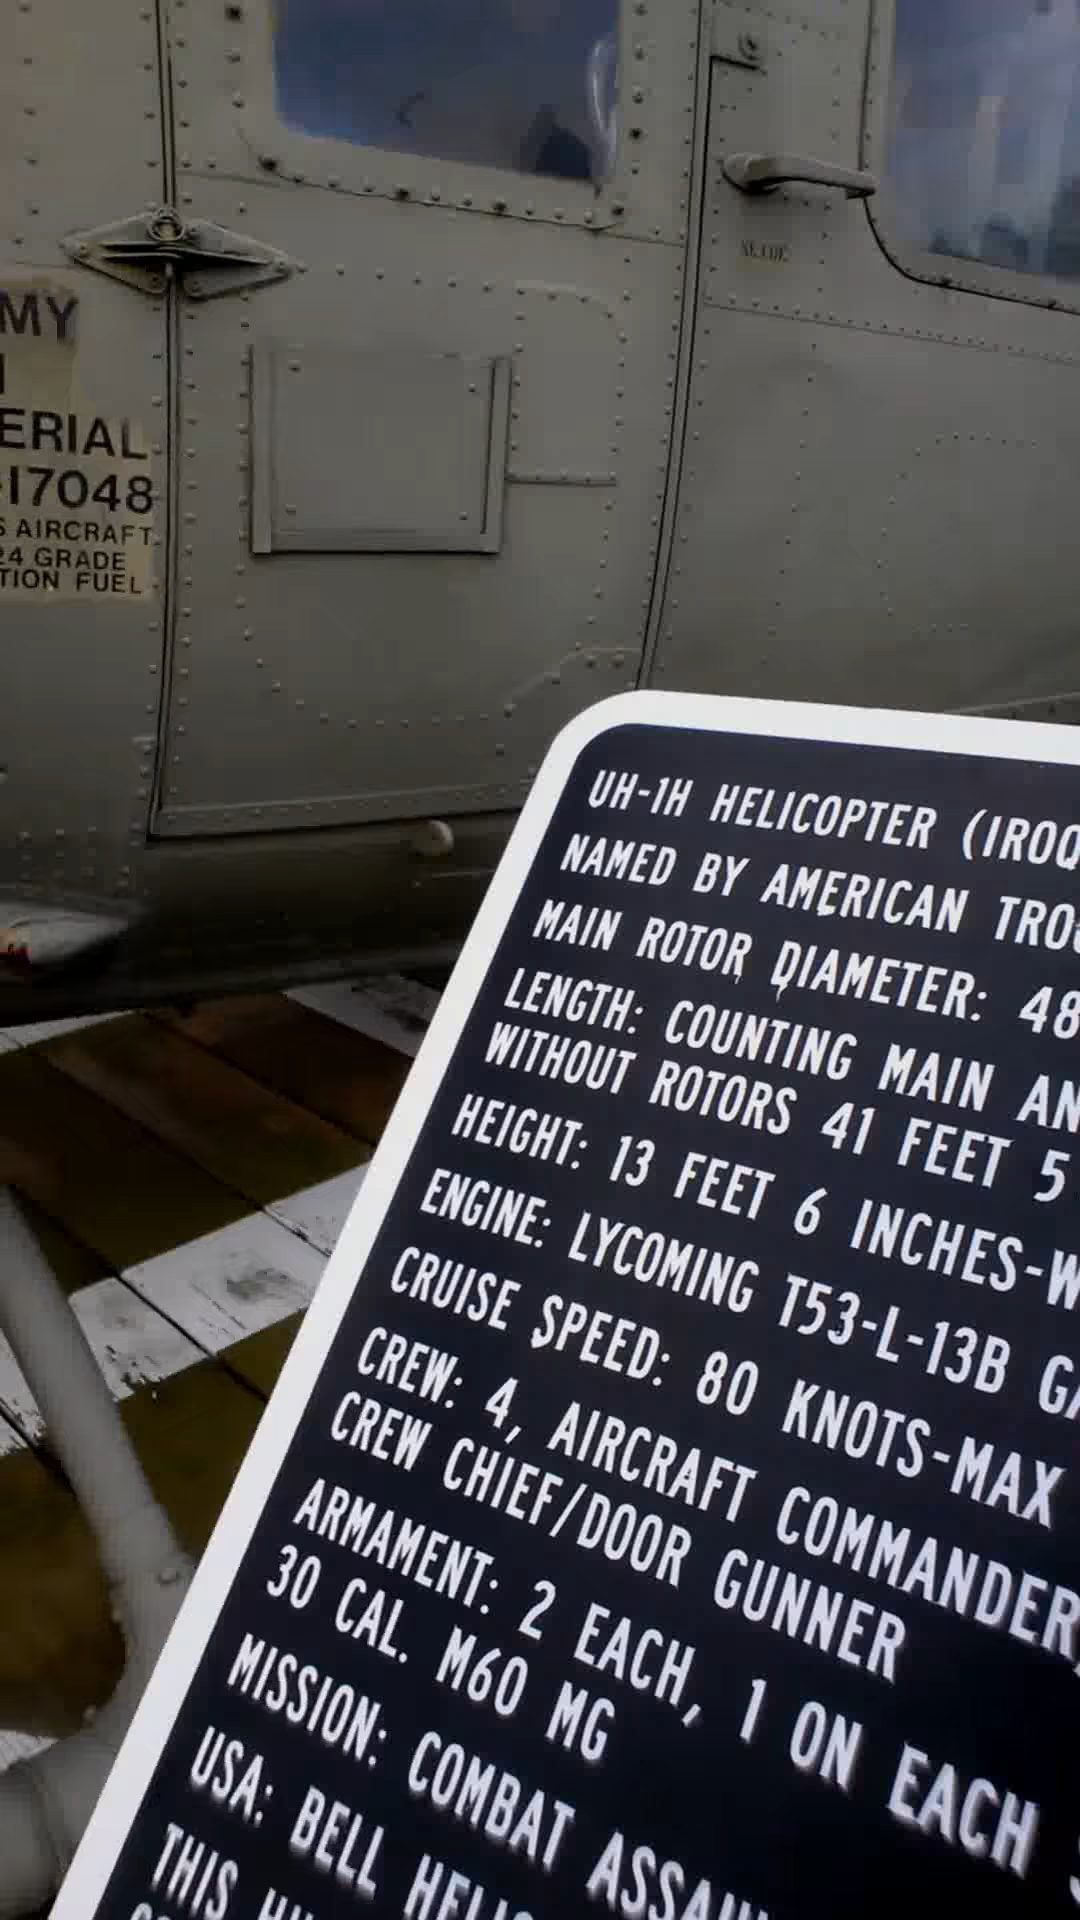 MY
ERIAL
-17048
S AIRCRAFT
24 GRADE
TION FUEL
UH-1H HELICOPTER (IROQ
NAMED BY AMERICAN TROO
MAIN ROTOR DIAMETER: 48
LENGTH: COUNTING MAIN AN
WITHOUT ROTORS 41 FEET 5
HEIGHT: 13 FEET 6 INCHES-W
ENGINE: LYCOMING T53-L-13B GA
CRUISE SPEED: 80 KNOTS-MAX
CREW: 4, AIRCRAFT COMMANDER,
CREW CHIEF/DOOR GUNNER
ARMAMENT: 2 EACH, 1 ON EACH
30 CAL. M60 MG
MISSION: COMBAT ASSAU
USA: BELL HELIC
THIS